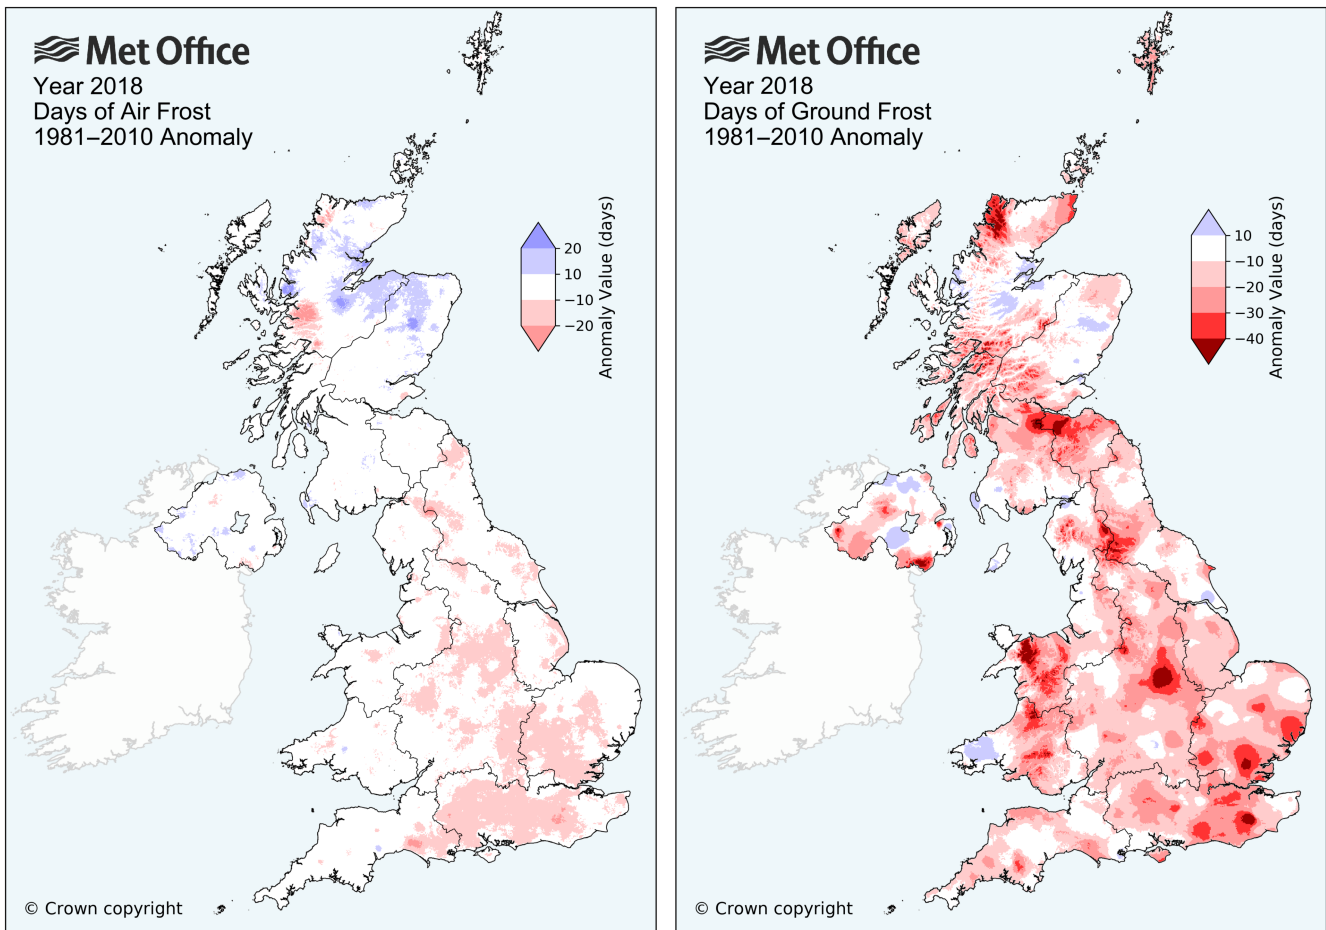 Met Office
Year 2018
Days of Air Frost
1981–2010 Anomaly
20
10
−10
−20
Anomaly Value (days)
© Crown copyright
Met Office
Year 2018
Days of Ground Frost
1981–2010 Anomaly
10
−10
−20
−30
−40
Anomaly Value (days)
© Crown copyright